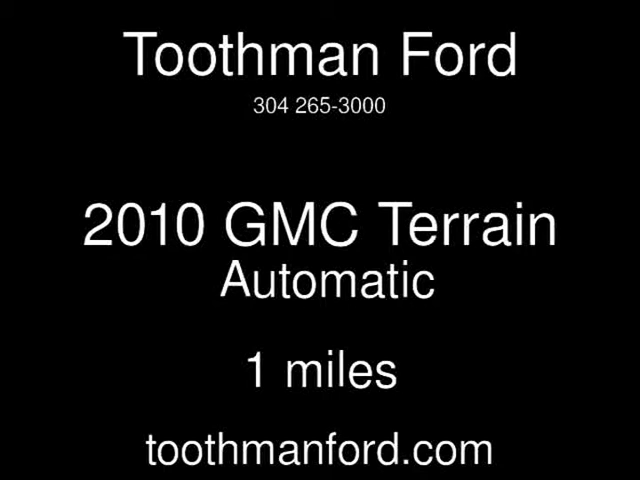 Toothman Ford
304 265-3000
2010 GMC Terrain
Automatic
1 miles
toothmanford.com